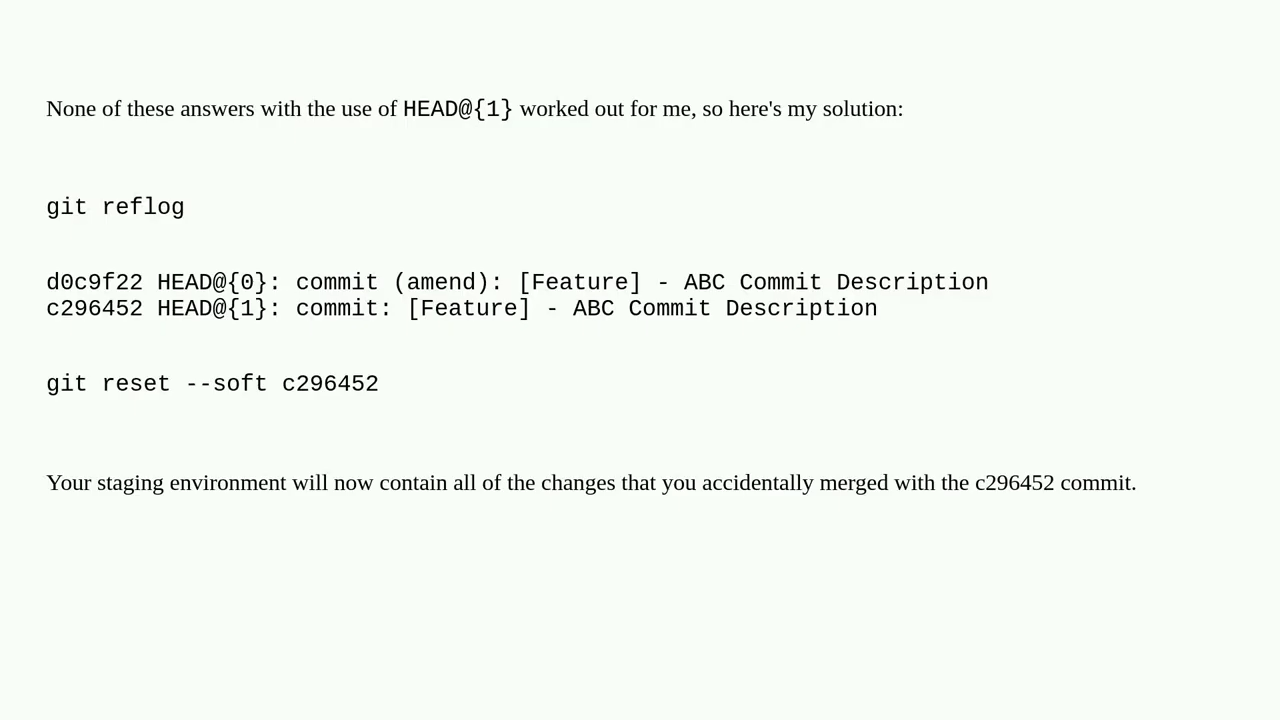 None of these answers with the use of HEAD@{1} worked out for me, so here's my solution:
git reflog
d0c9f22 HEAD@{0}: commit (amend): [Feature] - ABC Commit Description
c296452 HEAD@{1}: commit: [Feature] - ABC Commit Description
git reset --soft c296452
Your staging environment will now contain all of the changes that you accidentally merged with the c296452 commit.